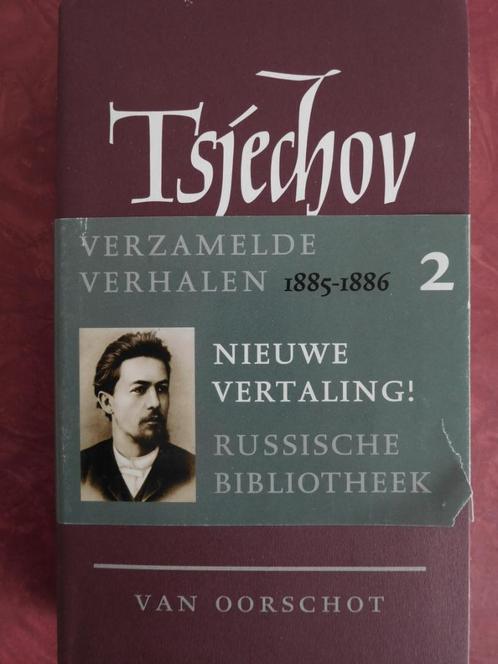 Tsjechov
VERZAMELDE
VERHALEN 1885-1886 2
NIEUWE
VERTALING!
RUSSISCHE
BIBLIOTHEEK
VAN OORSCHOT